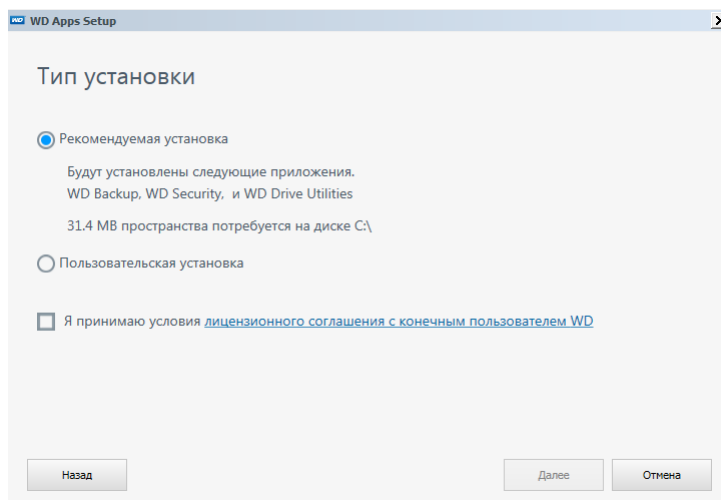 WD WD Apps Setup
Тип установки
Рекомендуемая установка
Будут установлены следующие приложения.
WD Backup, WD Security, и WD Drive Utilities
31.4 MB пространства потребуется на диске C:\
Пользовательская установка
Я принимаю условия лицензионного соглашения с конечным пользователем WD
Назад
Далее
Отмена